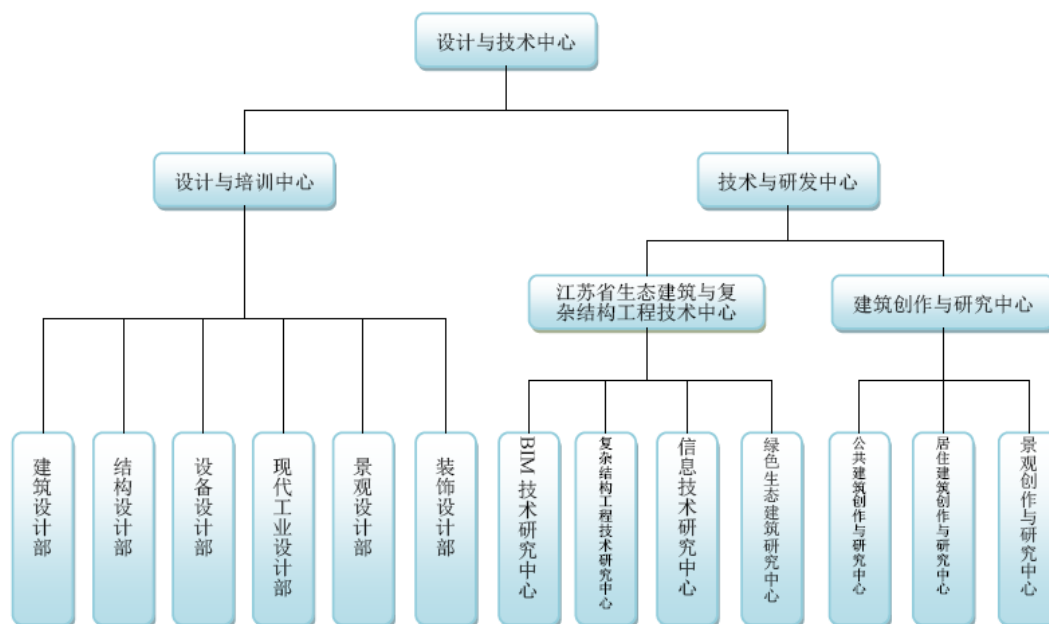 设计与技术中心
设计与培训中心
技术与研发中心
江苏省生态建筑与复
杂结构工程技术中心
建筑创作与研究中心
建筑设计部
结构设计部
设备设计部
现代工业设计部
景观设计部
装饰设计部
BIM 技术研究中心
复杂结构工程技术研究中心
信息技术研究中心
绿色生态建筑研究中心
公共建筑创作与研究中心
居住建筑创作与研究中心
景观创作与研究中心